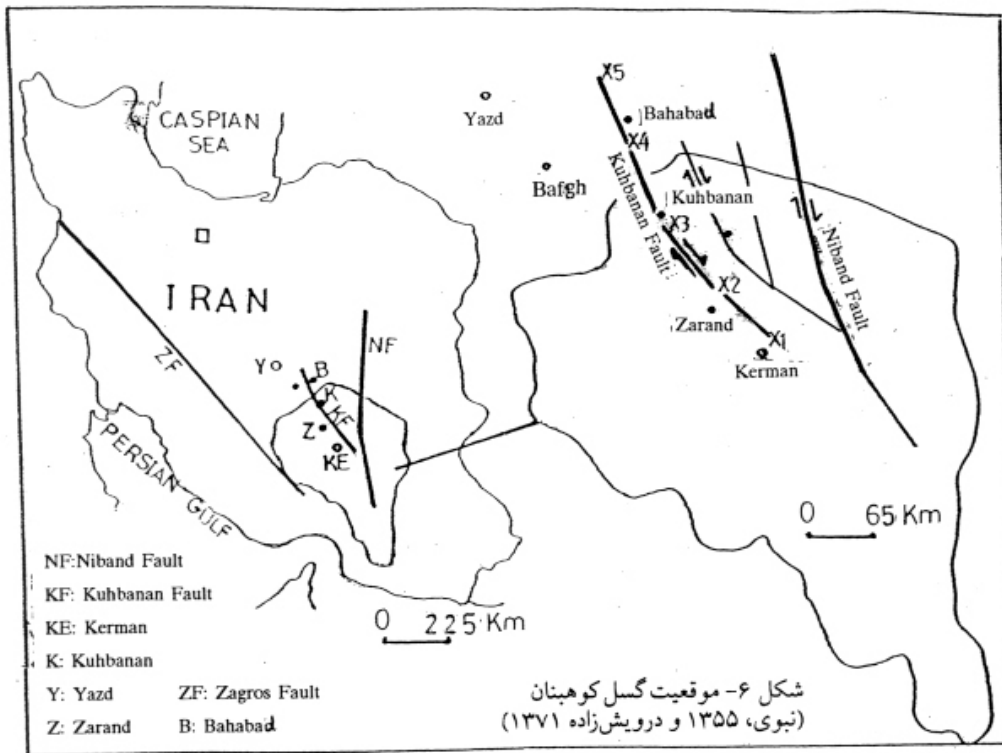 CASPIAN
SEA
IRAN
ZF
NF
Y
B
K
KF
Z
KE
PERSIAN GULF
0 225 Km
NF:Niband Fault
KF: Kuhbanan Fault
KE: Kerman
K: Kuhbanan
Y: Yazd ZF: Zagros Fault
Z: Zarand B: Bahabad
Yazd
Bafgh
X5
Bahabad
X4
Kuhbanan Fault
Kuhbanan
X3
X2
Zarand
X1
Kerman
Niband Fault
0 65 Km
شکل ۶- موقعیت گسل کوهبنان
(نبوی، ۱۳۵۵ و درویش‌زاده ۱۳۷۱)